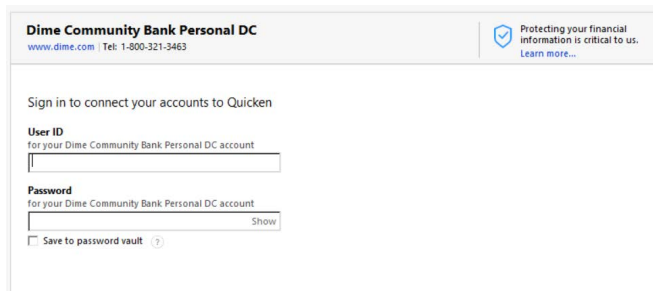 Dime Community Bank Personal DC
www.dime.com | Tel: 1-800-321-3463
Protecting your financial
information is critical to us.
Learn more...
Sign in to connect your accounts to Quicken
User ID
for your Dime Community Bank Personal DC account
Password
for your Dime Community Bank Personal DC account
Show
Save to password vault ?